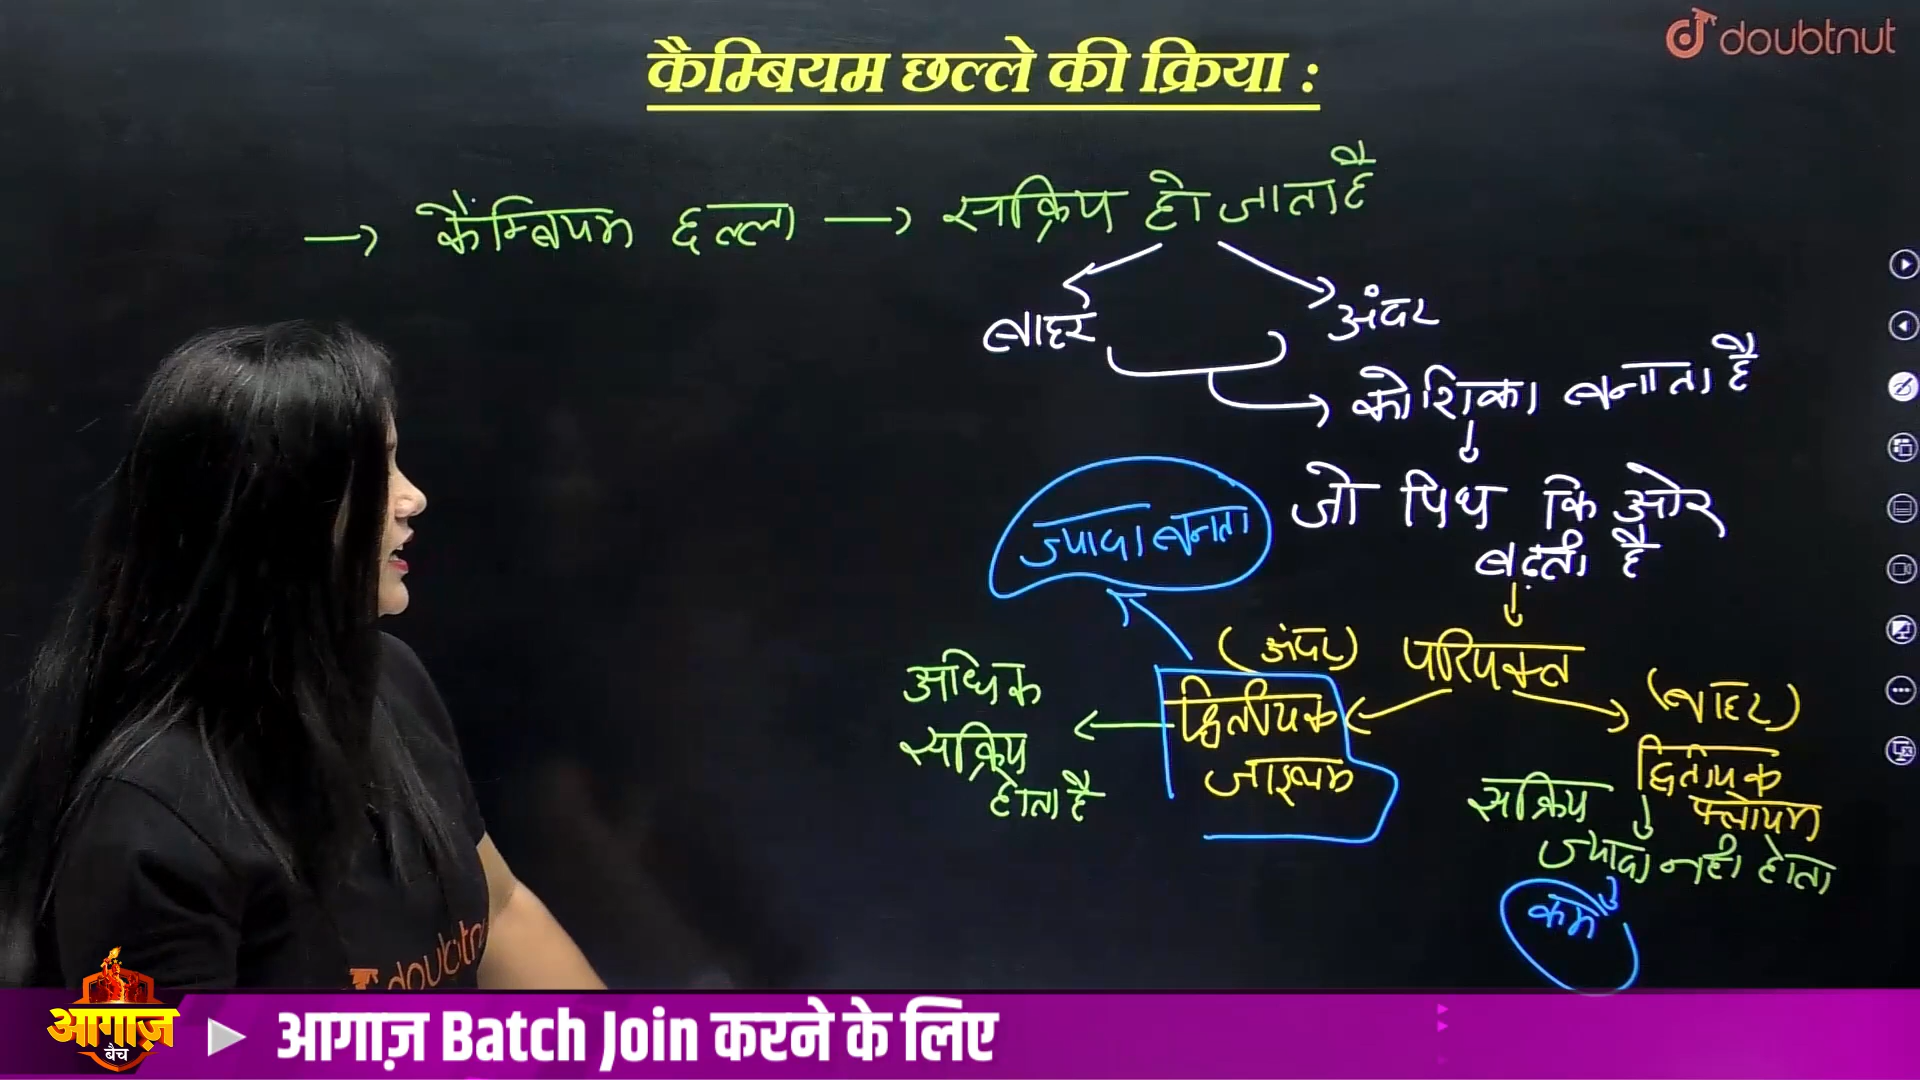 doubtnut
कैम्बियम छल्ले की क्रिया :
→ कैम्बियम छल्ला → सक्रिय हो जाता है
बाहर
अंदर
कोशिका बनाता है
जो पिथ कि ओर
बढ़ती है
ज्यादा बनता
(अंदर) परिपक्व
(बाहर)
अधिक
सक्रिय
होता है
द्वितीयक
जाइलम
द्वितीयक
फ्लोयम
सक्रिय
ज्यादा नही होता
कम है
doubtn
आगाज़
बैच
आगाज़ Batch Join करने के लिए